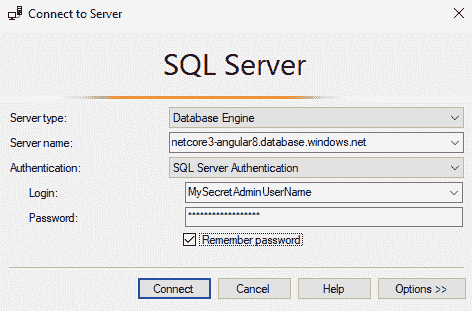 Connect to Server
SQL Server
Server type: Database Engine
Server name: netcore3-angular8.database.windows.net
Authentication: SQL Server Authentication
Login: MySecretAdminUserName
Password: ******************
Remember password
Connect Cancel Help Options >>